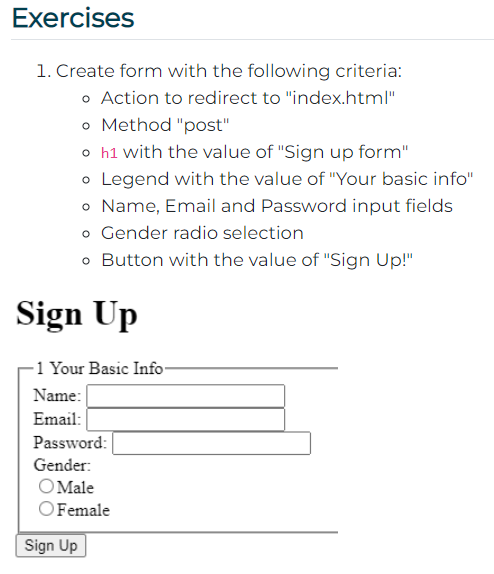 Exercises
1. Create form with the following criteria:
Action to redirect to "index.html"
Method "post"
h1 with the value of "Sign up form"
Legend with the value of "Your basic info"
Name, Email and Password input fields
Gender radio selection
Button with the value of "Sign Up!"
Sign Up
1 Your Basic Info
Name:
Email:
Password:
Gender:
Male
Female
Sign Up